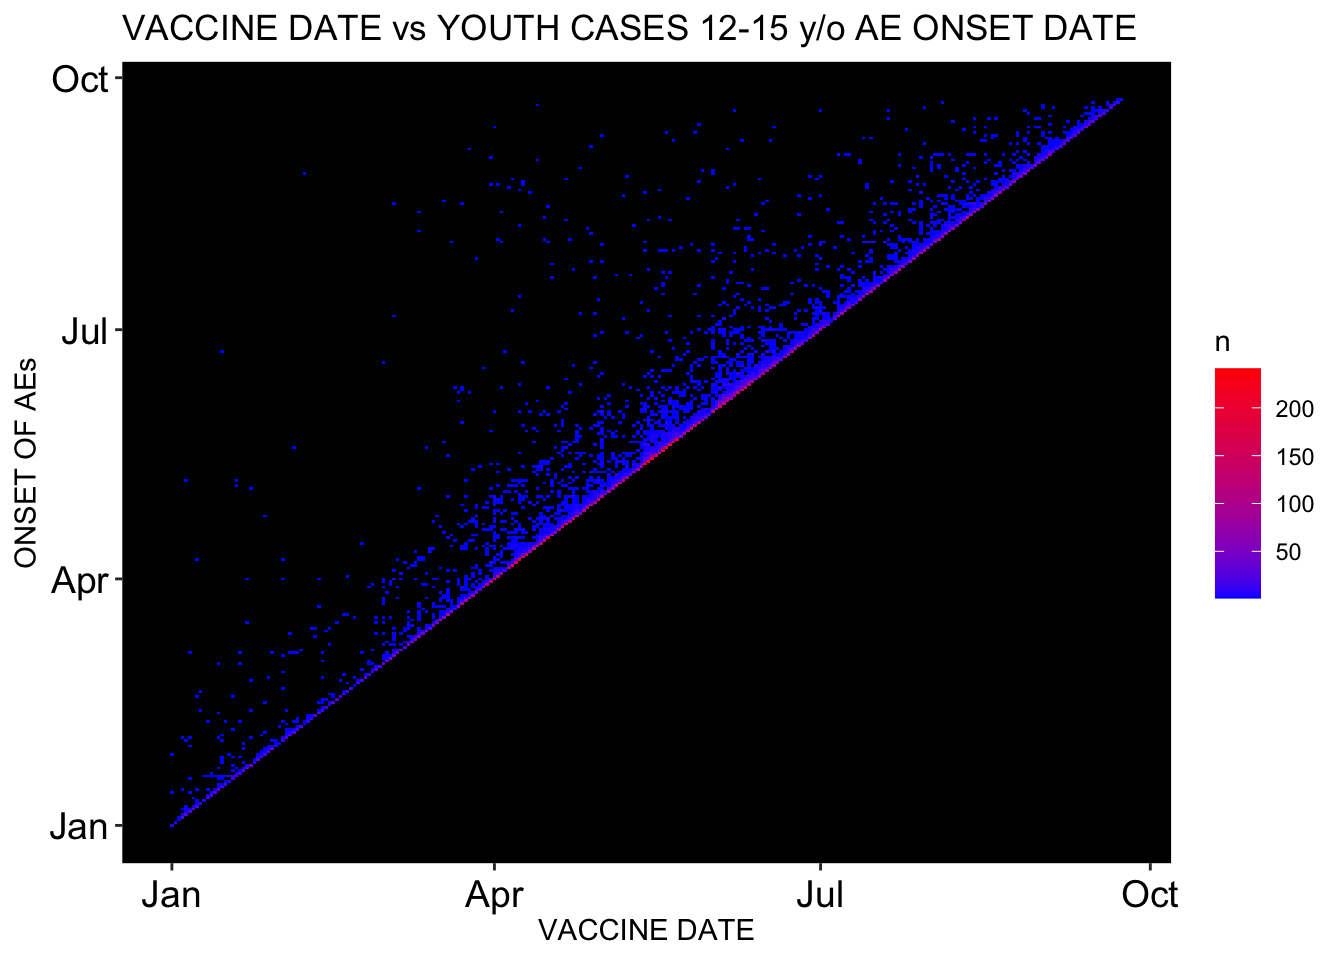 VACCINE DATE vs YOUTH CASES 12-15 y/o AE ONSET DATE
Oct
Jul
Apr
Jan
ONSET OF AEs
Jan
Apr
Jul
Oct
VACCINE DATE
n
200
150
100
50